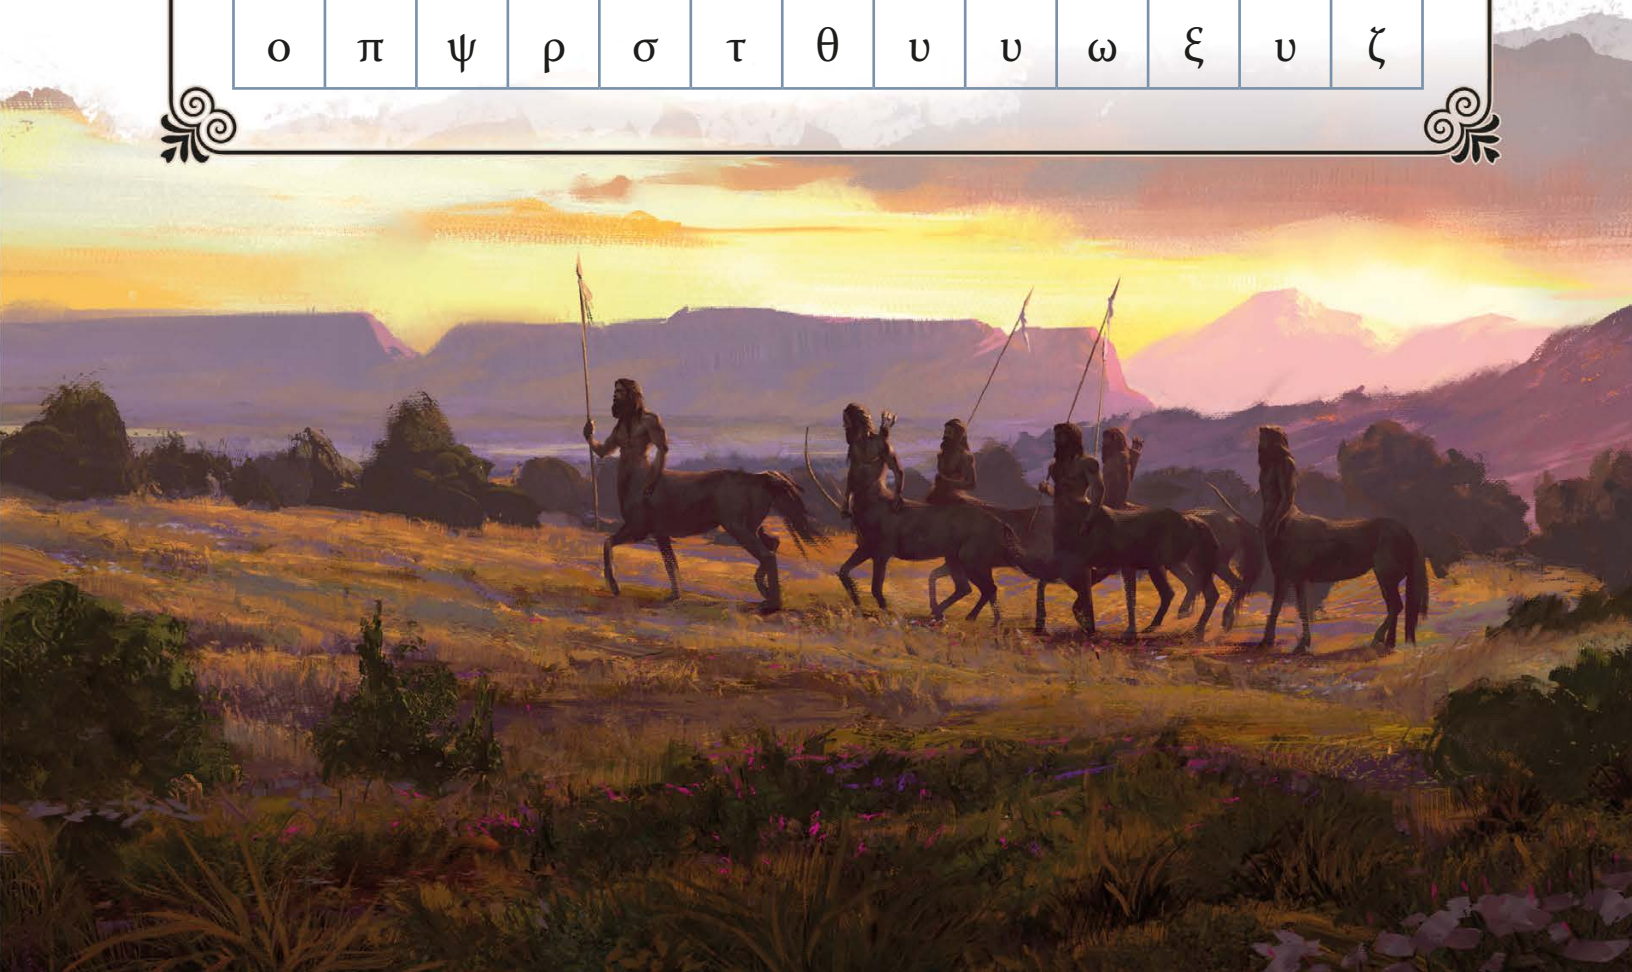 ο π ψ ρ σ τ θ υ υ ω ξ υ ζ